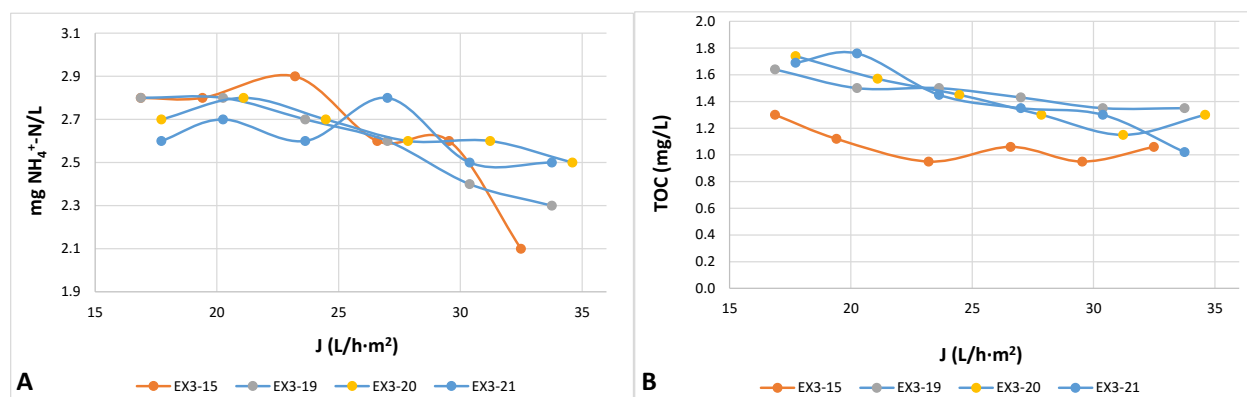 3.1
2.9
2.7
2.5
2.3
2.1
1.9
mg NH₄⁺-N/L
15 20 25 30 35
J (L/h·m²)
A
EX3-15 EX3-19 EX3-20 EX3-21
2.0
1.8
1.6
1.4
1.2
1.0
0.8
0.6
0.4
0.2
0.0
TOC (mg/L)
15 20 25 30 35
J (L/h·m²)
B
EX3-15 EX3-19 EX3-20 EX3-21